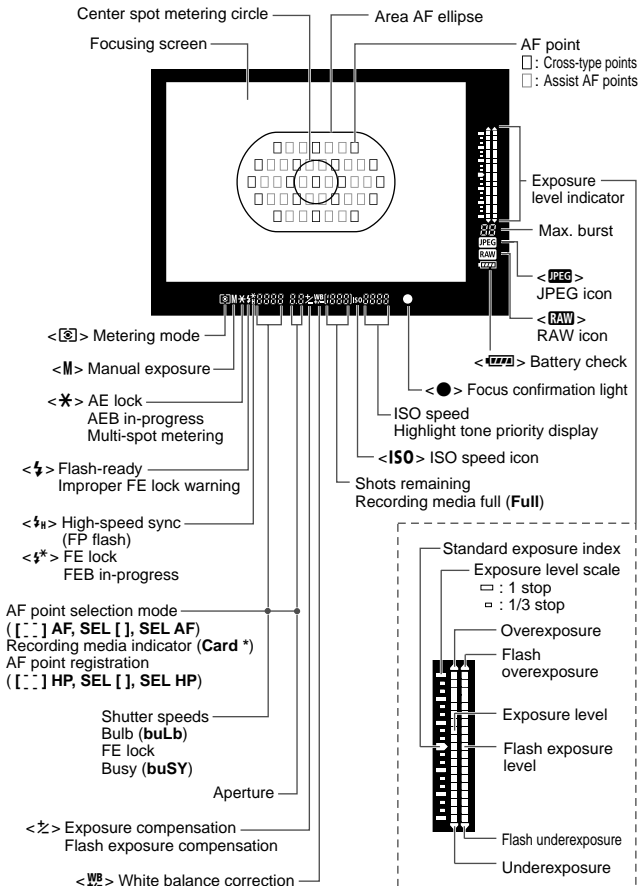 Center spot metering circle
Area AF ellipse
Focusing screen
AF point
: Cross-type points
: Assist AF points
Exposure
level indicator
Max. burst
<JPEG>
JPEG icon
<RAW>
RAW icon
< > Battery check
< > Metering mode
<M> Manual exposure
<●> Focus confirmation light
<✱> AE lock
AEB in-progress
Multi-spot metering
ISO speed
Highlight tone priority display
<ISO> ISO speed icon
<⚡> Flash-ready
Improper FE lock warning
Shots remaining
Recording media full (Full)
<⚡H> High-speed sync
(FP flash)
<⚡*> FE lock
FEB in-progress
Standard exposure index
Exposure level scale
: 1 stop
: 1/3 stop
AF point selection mode
( [ ] AF, SEL [ ], SEL AF)
Recording media indicator (Card *)
AF point registration
( [ ] HP, SEL [ ], SEL HP)
Overexposure
Flash
overexposure
Exposure level
Flash exposure
level
Shutter speeds
Bulb (buLb)
FE lock
Busy (buSY)
Aperture
Flash underexposure
Underexposure
< > Exposure compensation
Flash exposure compensation
<WB> White balance correction
JPEG
RAW
M
WB
ISO